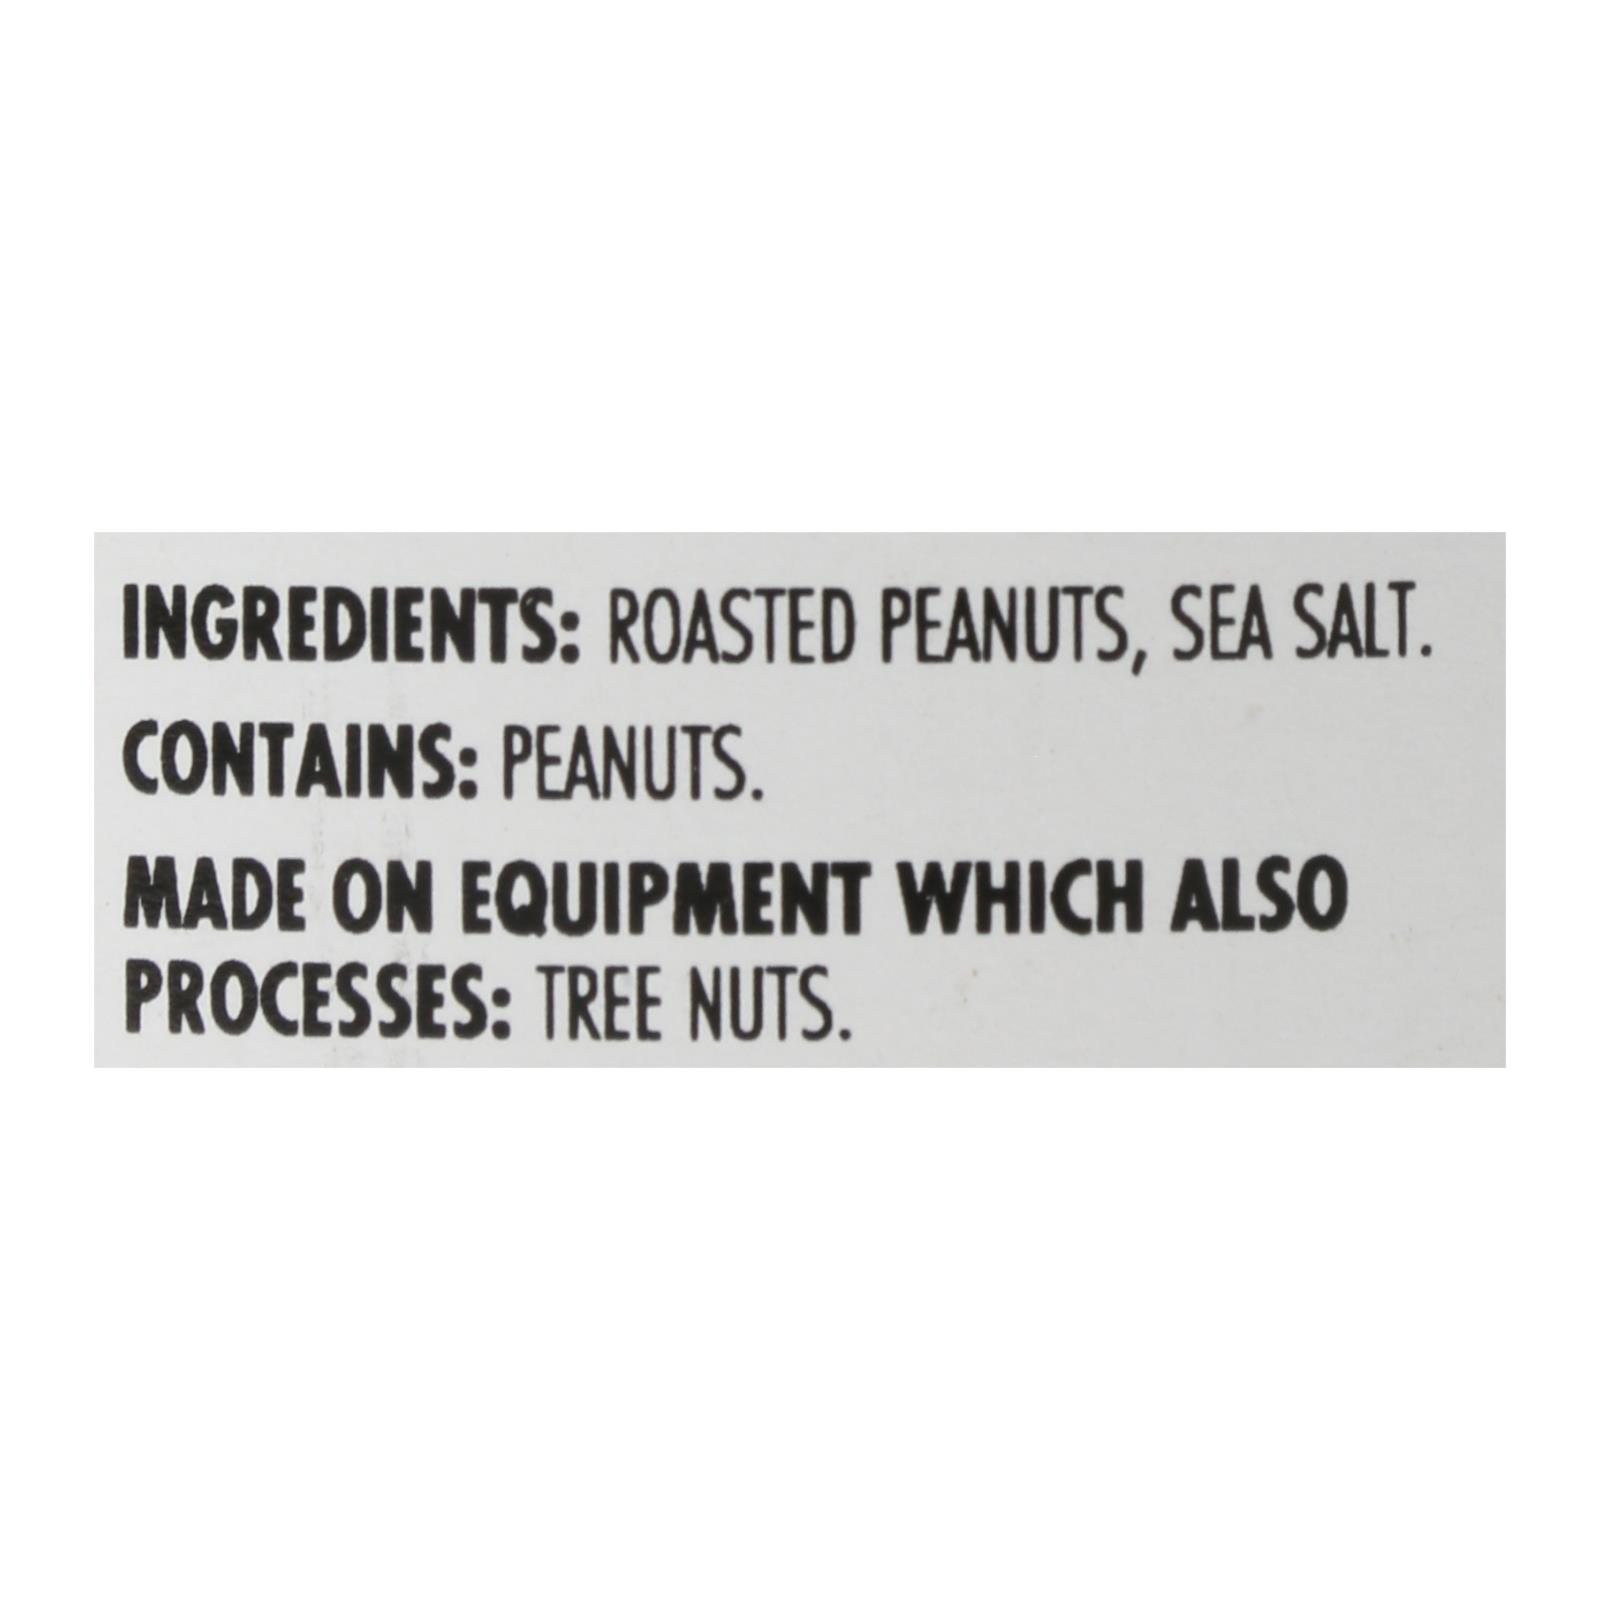 INGREDIENTS: ROASTED PEANUTS, SEA SALT.
CONTAINS: PEANUTS.
MADE ON EQUIPMENT WHICH ALSO
PROCESSES: TREE NUTS.